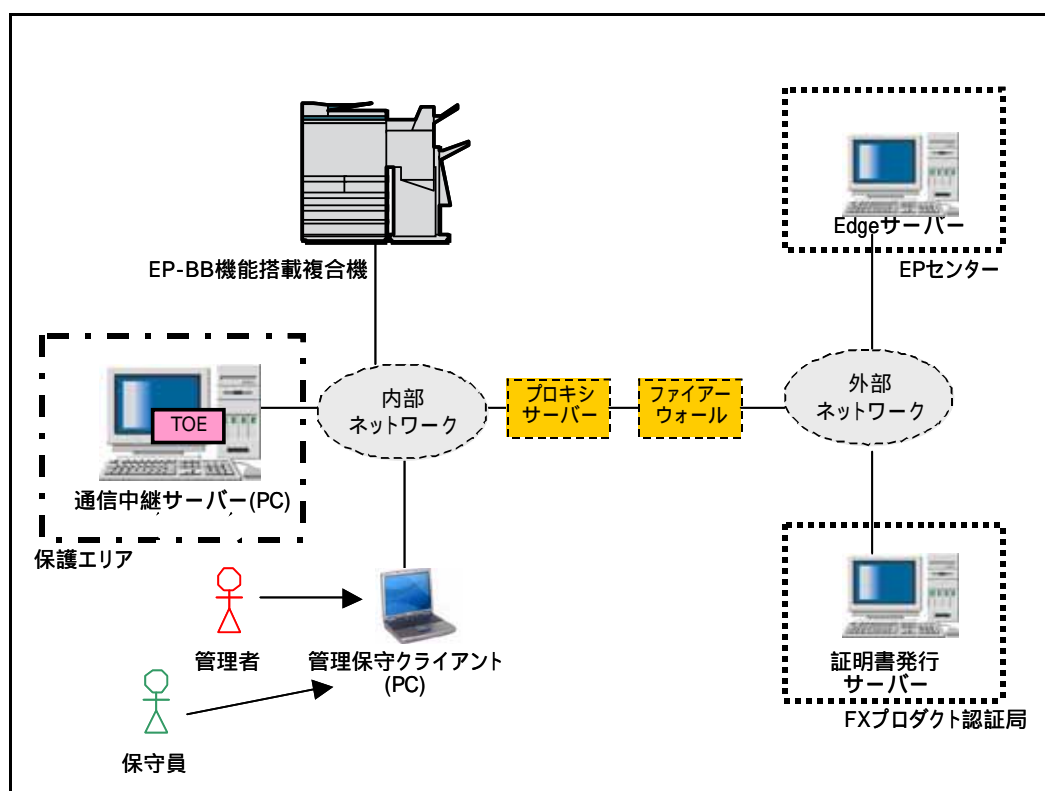 Edgeサーバー
EPセンター
EP-BB機能搭載複合機
内部
ネットワーク
プロキシ
サーバー
ファイアー
ウォール
外部
ネットワーク
TOE
通信中継サーバー(PC)
保護エリア
管理者
管理保守クライアント
(PC)
証明書発行
サーバー
FXプロダクト認証局
保守員